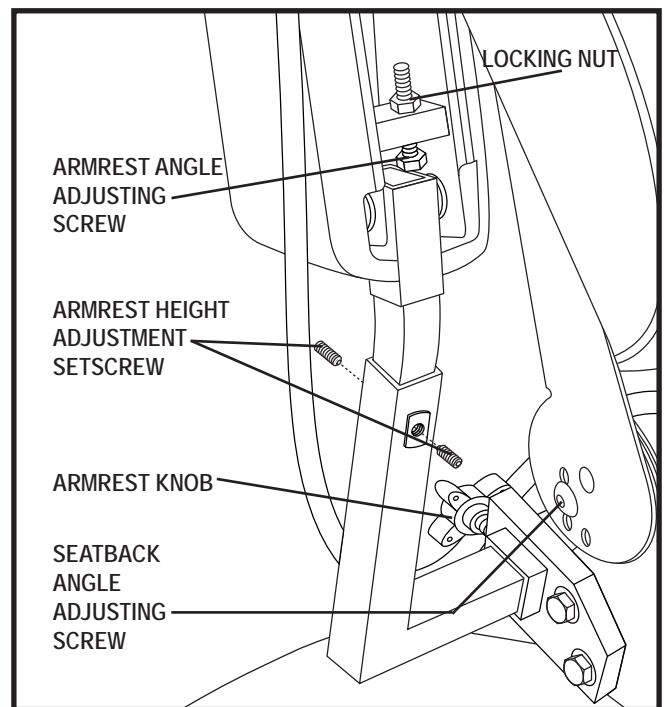 LOCKING NUT
ARMREST ANGLE
ADJUSTING
SCREW
ARMREST HEIGHT
ADJUSTMENT
SETSCREW
ARMREST KNOB
SEATBACK
ANGLE
ADJUSTING
SCREW